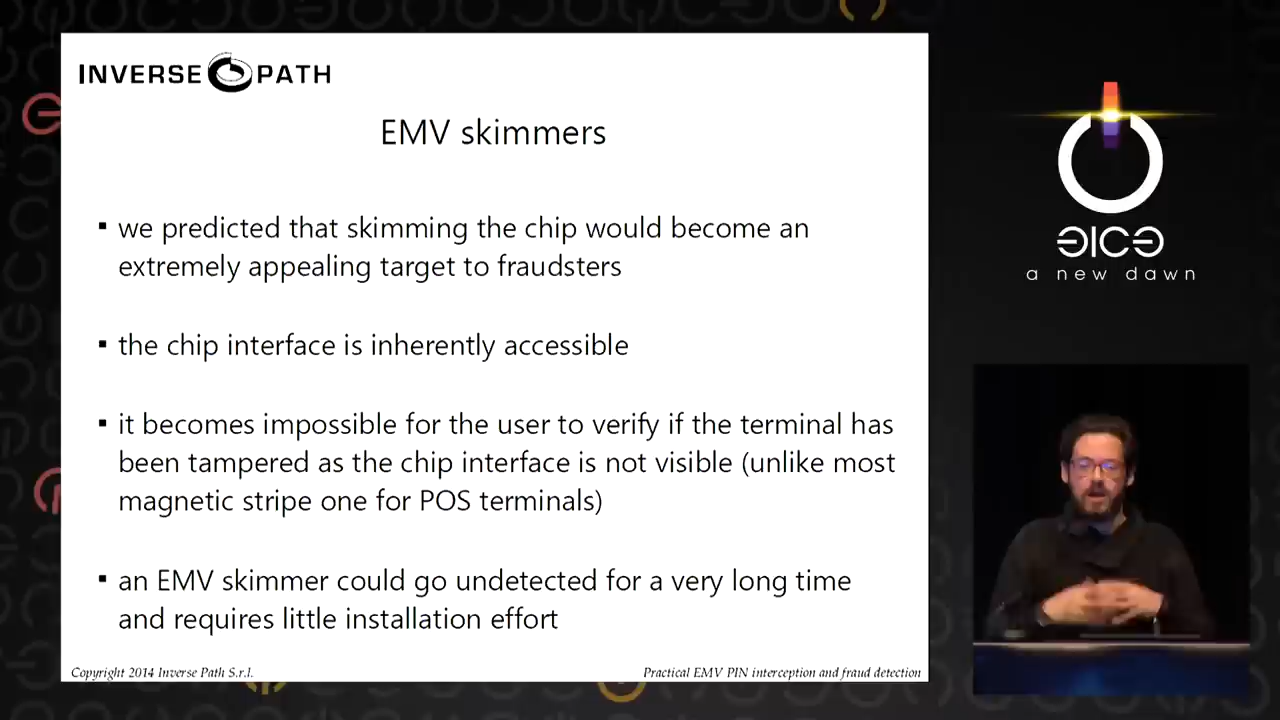 INVERSE PATH
EMV skimmers
▪ we predicted that skimming the chip would become an
extremely appealing target to fraudsters
▪ the chip interface is inherently accessible
▪ it becomes impossible for the user to verify if the terminal has
been tampered as the chip interface is not visible (unlike most
magnetic stripe one for POS terminals)
▪ an EMV skimmer could go undetected for a very long time
and requires little installation effort
Copyright 2014 Inverse Path S.r.l.
Practical EMV PIN interception and fraud detection
a new dawn